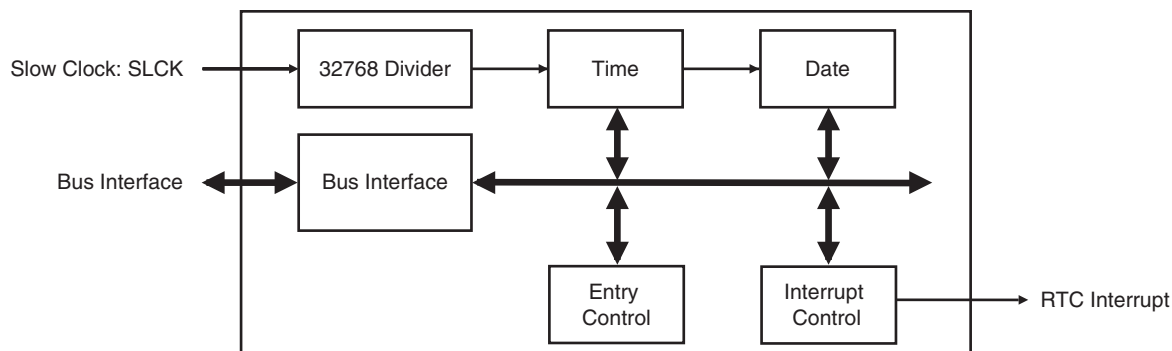 Slow Clock: SLCK
32768 Divider
Time
Date
Bus Interface
Bus Interface
Entry
Control
Interrupt
Control
RTC Interrupt